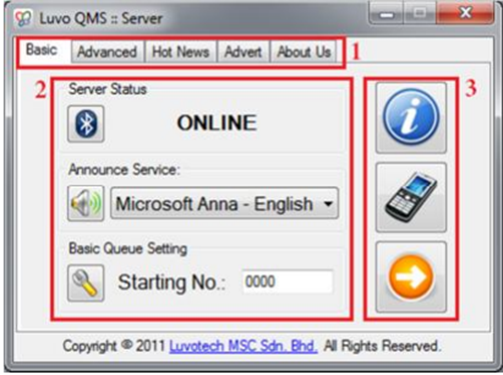 Luvo QMS :: Server
Basic Advanced Hot News Advert About Us 1
2 Server Status 3
ONLINE
Announce Service:
Microsoft Anna - English
Basic Queue Setting
Starting No.: 0000
Copyright © 2011 Luvotech MSC Sdn. Bhd. All Rights Reserved.